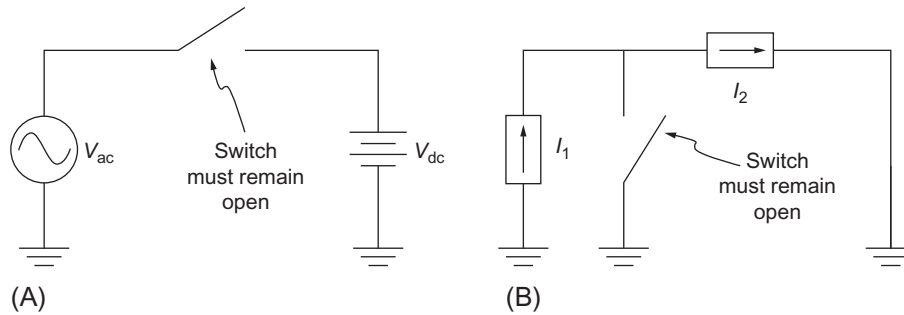 V_ac
Switch
must remain
open
V_dc
(A)
I_1
I_2
Switch
must remain
open
(B)